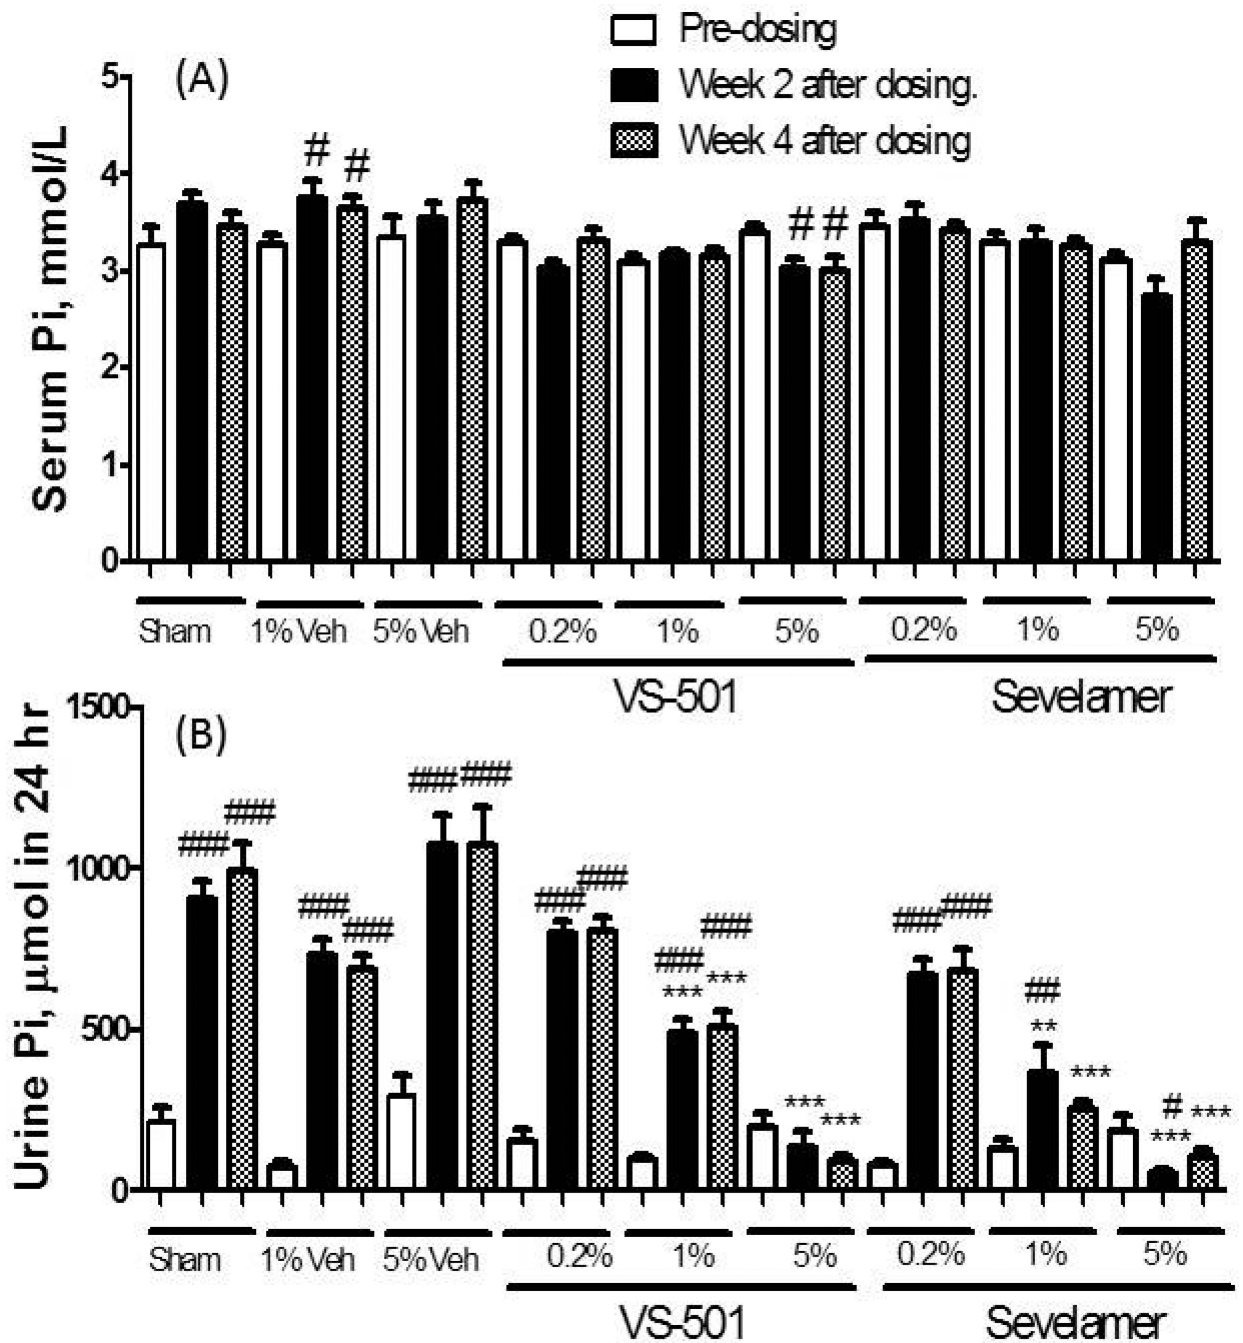 Pre-dosing
Week 2 after dosing.
Week 4 after dosing
(A)
Serum Pi, mmol/L
5
4
3
2
1
0
# # # #
Sham 1% Veh 5% Veh 0.2% 1% 5% 0.2% 1% 5%
VS-501 Sevelamer
(B)
Urine Pi, µmol in 24 hr
1500
1000
500
0
### ### ### ### ### ### ### ### ### *** ### *** *** *** ### ### ## ** *** # *** ***
Sham 1% Veh 5% Veh 0.2% 1% 5% 0.2% 1% 5%
VS-501 Sevelamer